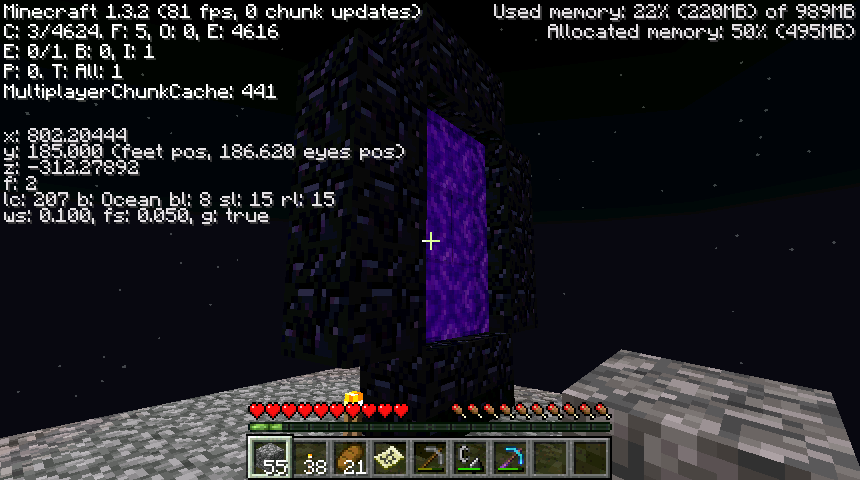 Minecraft 1.3.2 (81 fps, 0 chunk updates)
C: 3/4624, F: 5, O: 0, E: 4616
E: 0/1. B: 0, I: 1
P: 0. T: All: 1
MultiplayerChunkCache: 441
x: 802.20444
y: 185.000 (feet pos, 186.620 eyes pos)
z: -312.27892
f: 2
lc: 207 b: Ocean bl: 8 sl: 15 rl: 15
ws: 0.100, fs: 0.050, g: true
Used memory: 22% (220MB) of 989MB
Allocated memory: 50% (495MB)
55 38 21